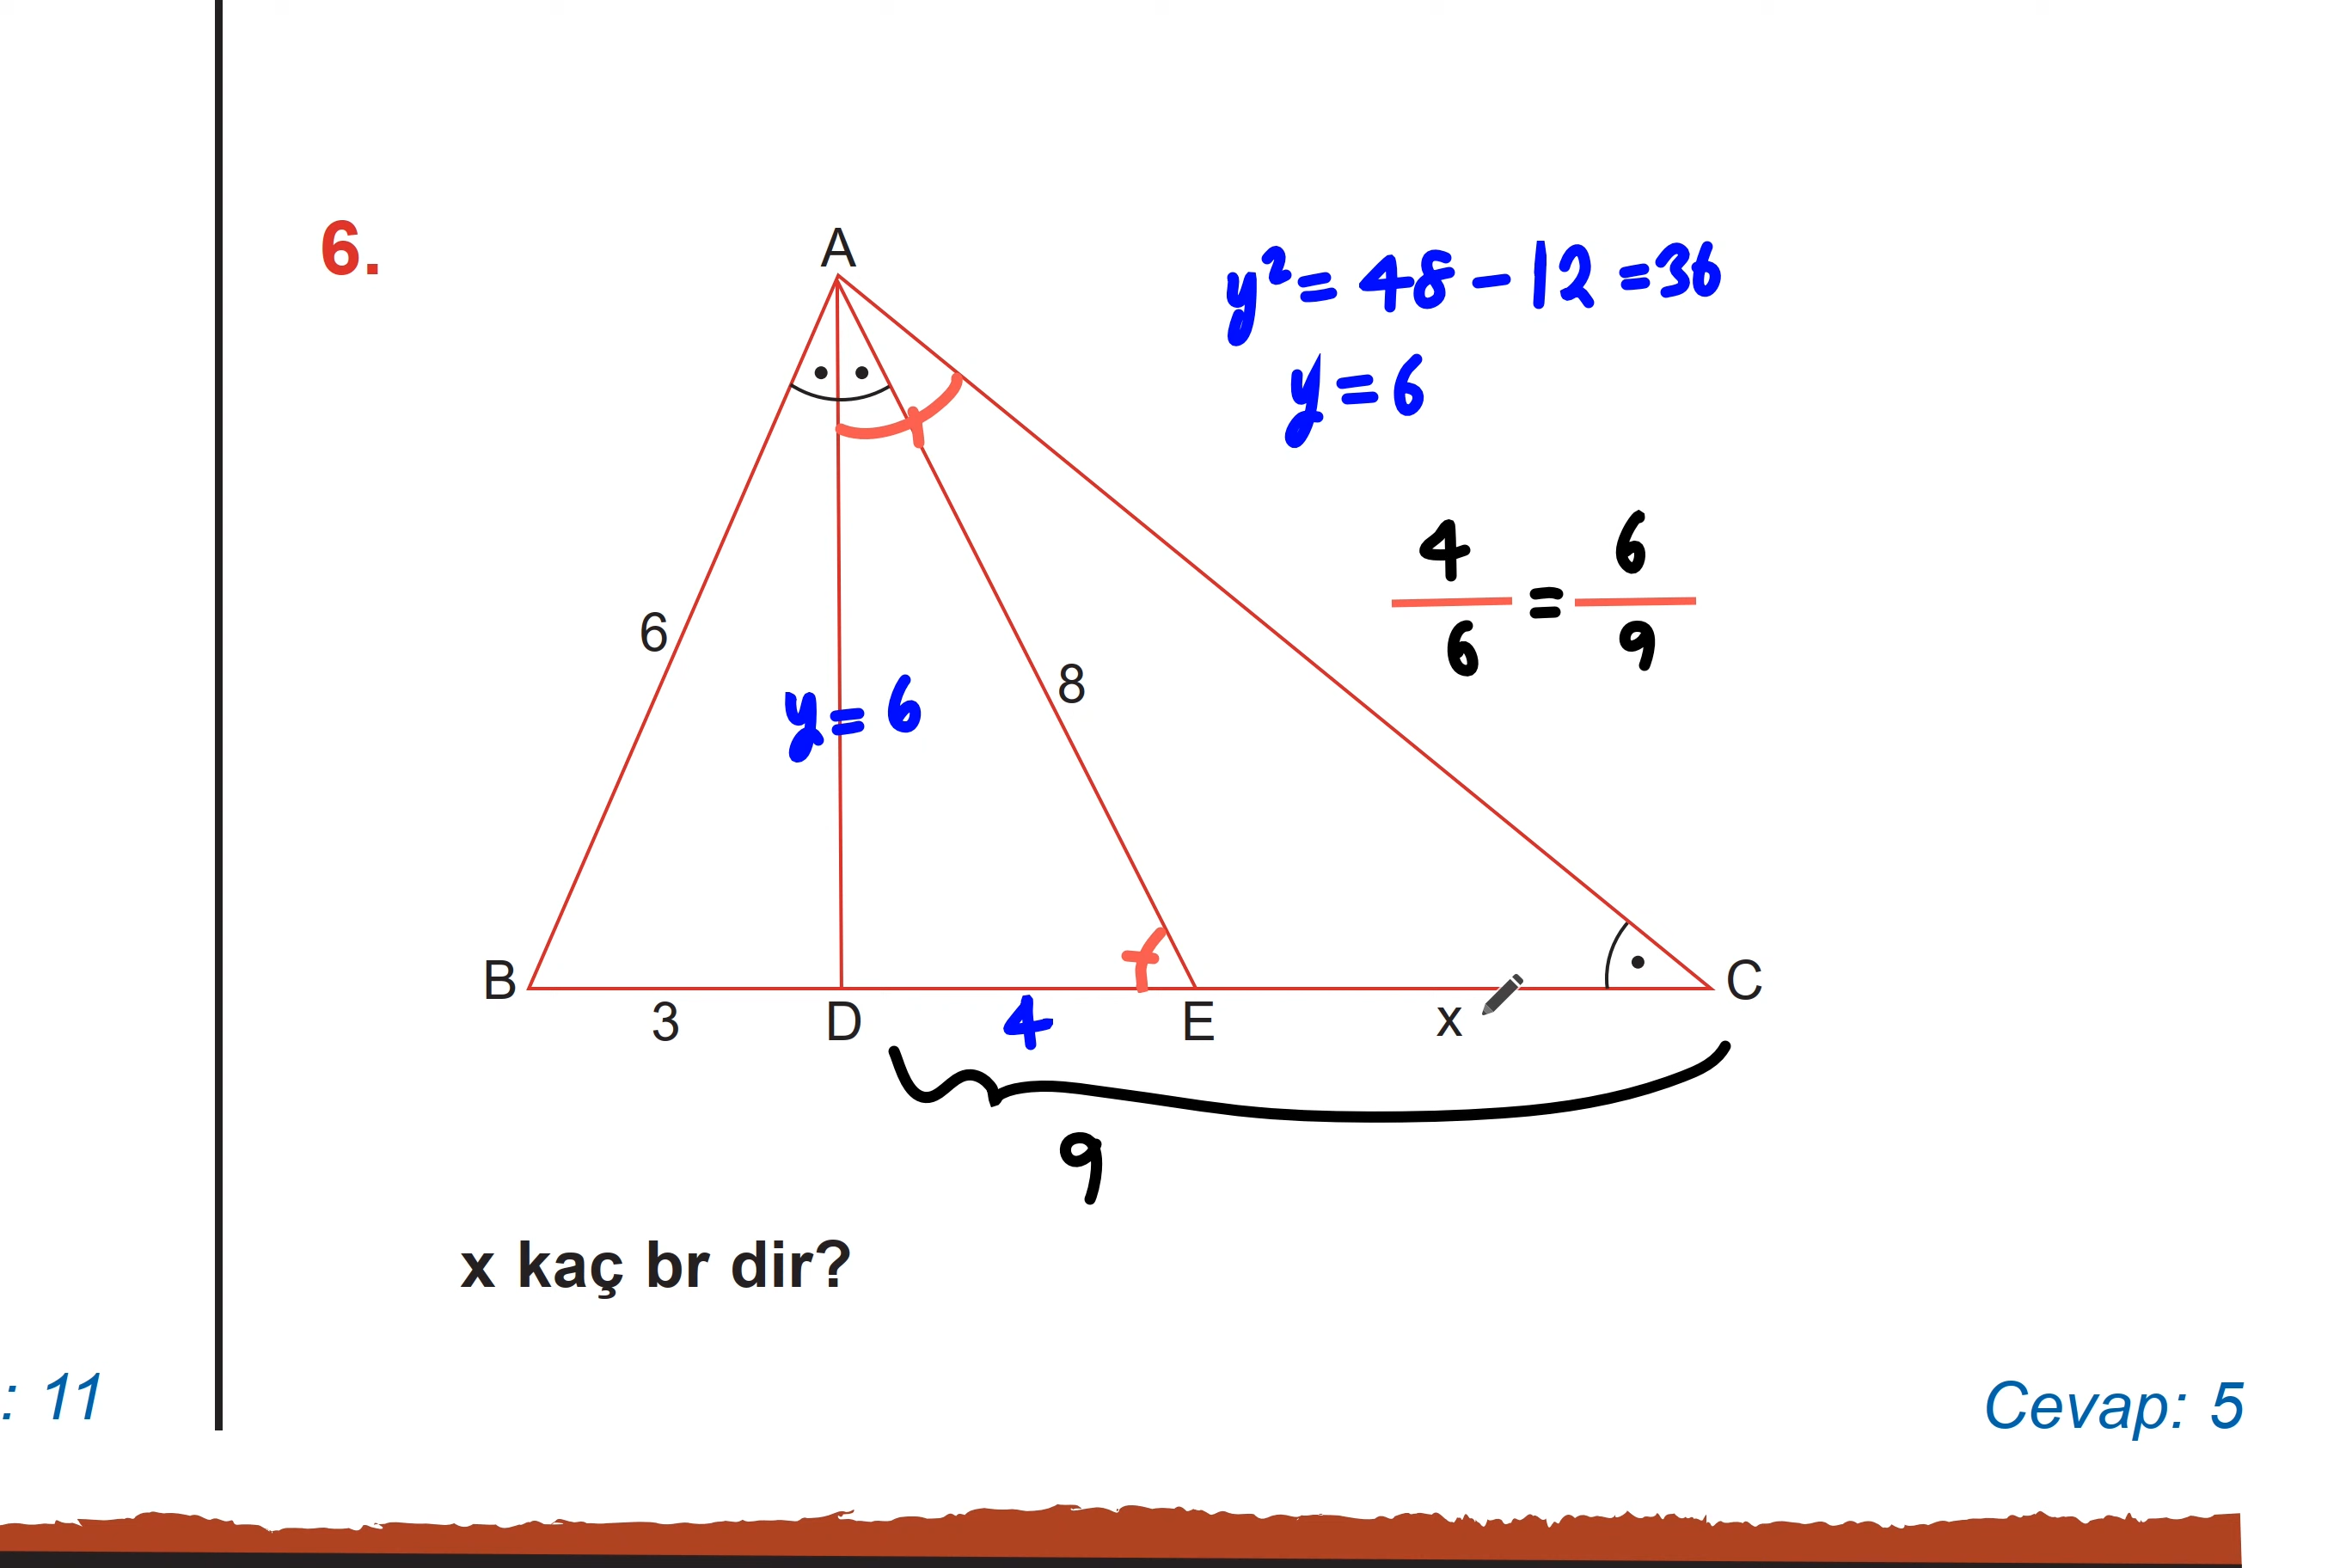 6.
A
y²=48-12=36
y=6
4/6 = 6/9
6
8
y=6
B
3
D
4
E
x
C
9
x kaç br dir?
: 11
Cevap: 5